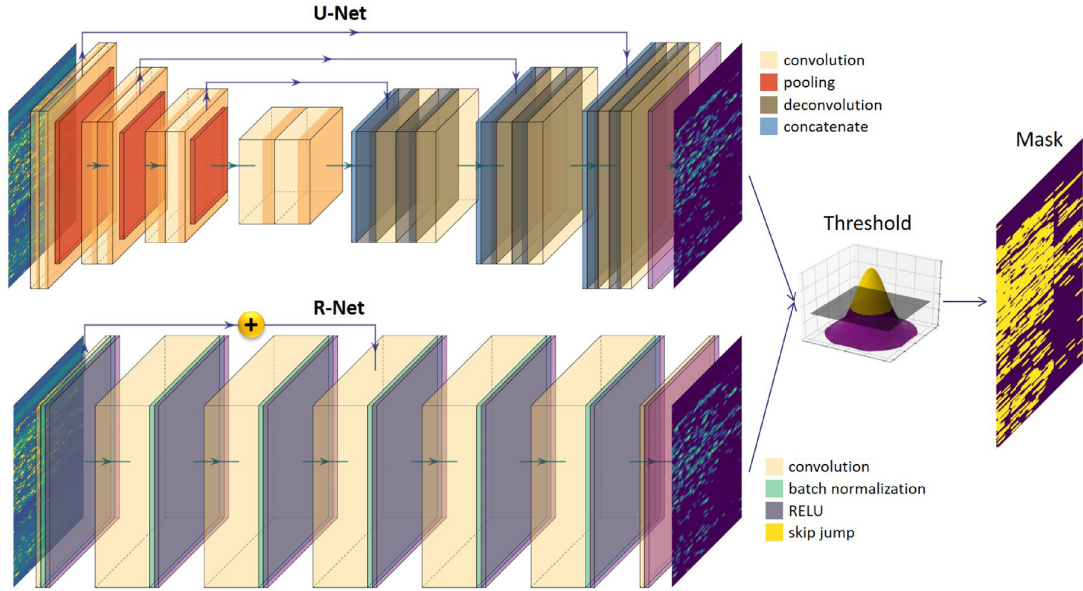 U-Net
convolution
pooling
deconvolution
concatenate
Mask
Threshold
R-Net
+
convolution
batch normalization
RELU
skip jump